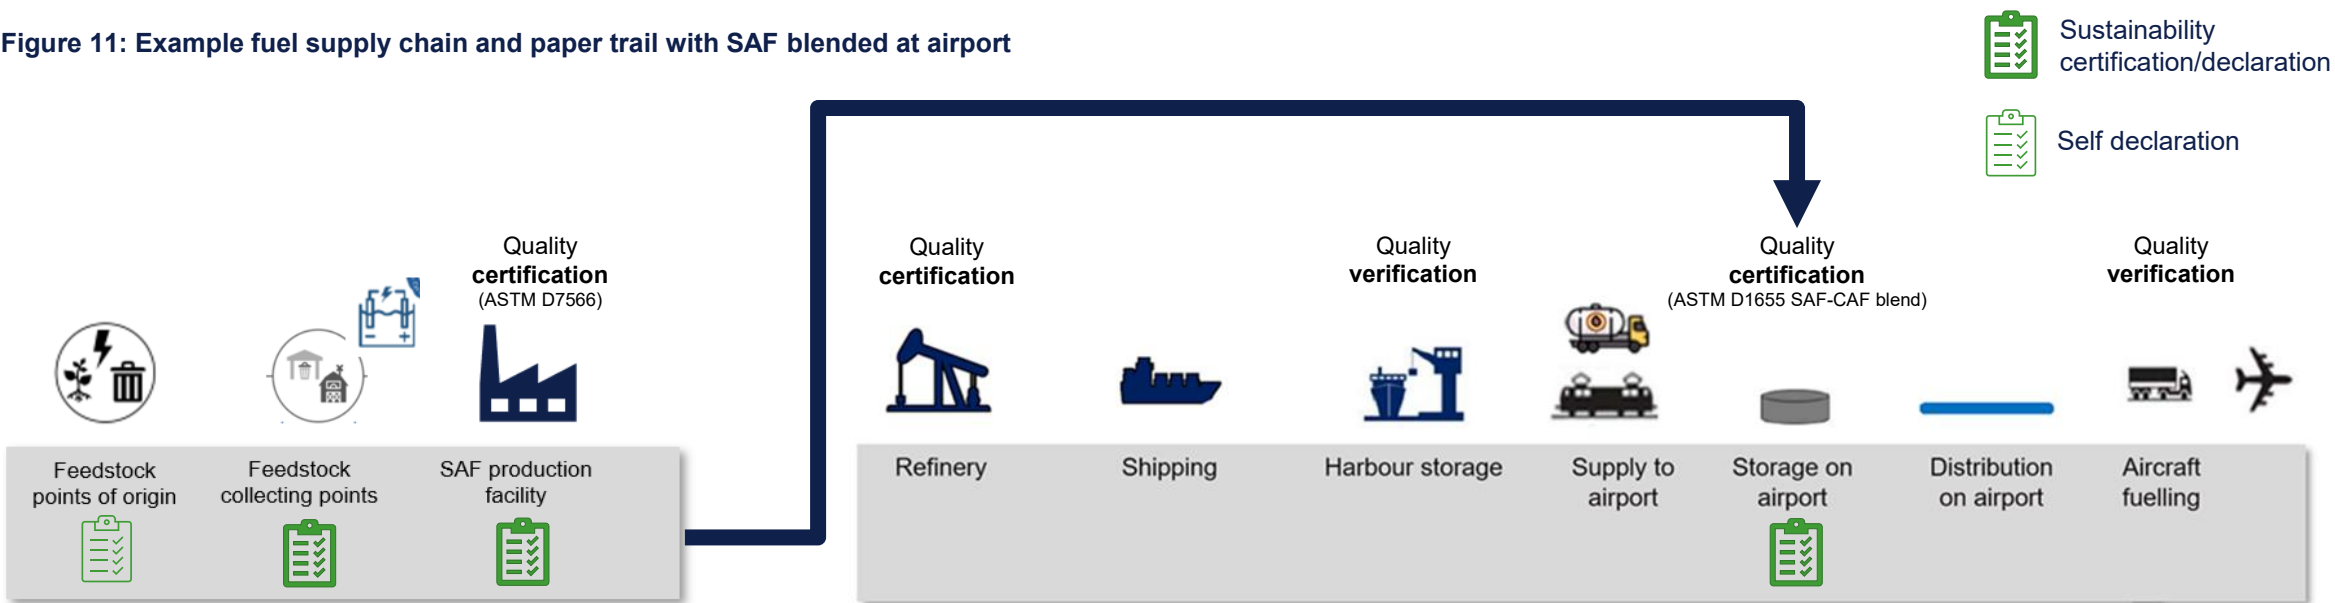 Figure 11: Example fuel supply chain and paper trail with SAF blended at airport
Sustainability
certification/declaration
Self declaration
Quality
certification
(ASTM D7566)
Quality
certification
Quality
verification
Quality
certification
(ASTM D1655 SAF-CAF blend)
Quality
verification
Feedstock
points of origin
Feedstock
collecting points
SAF production
facility
Refinery
Shipping
Harbour storage
Supply to
airport
Storage on
airport
Distribution
on airport
Aircraft
fuelling